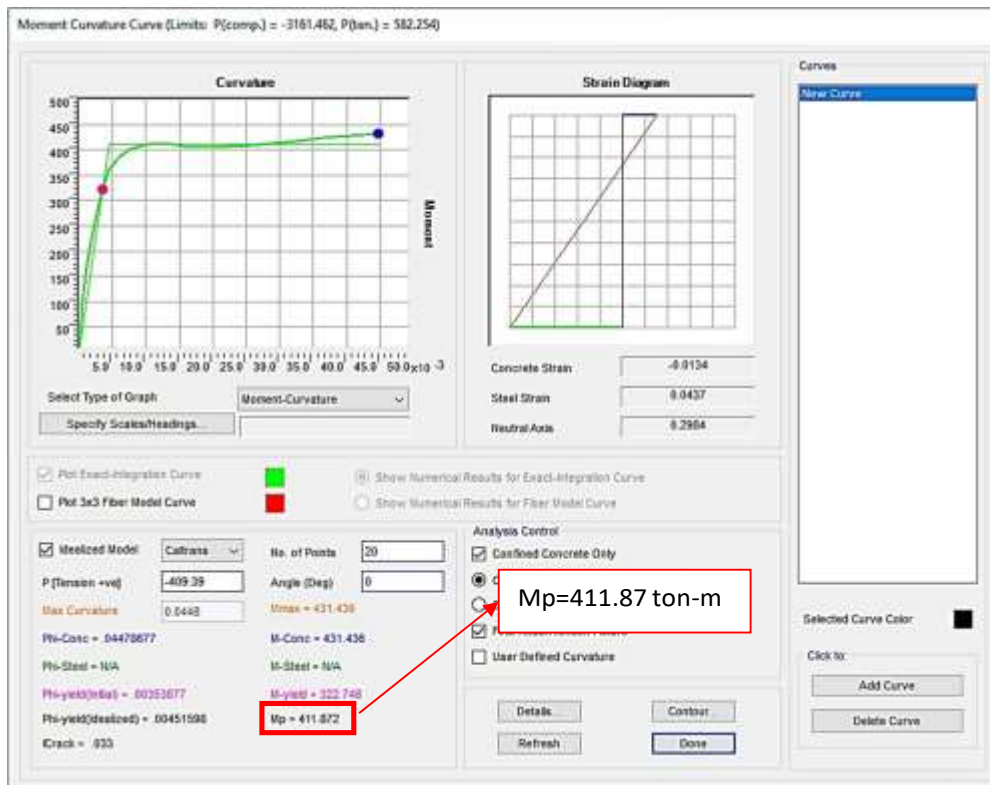 Moment Curvature Curve (Limits: P(comp.) = -3161.462, P(ten.) = 582.254)
Curvature
500
450
400
350
300
250
200
150
100
50
Moment
5.0 10.0 15.0 20.0 25.0 30.0 35.0 40.0 45.0 50.0 x10 -3
Select Type of Graph
Moment-Curvature
Specify Scales/Headings...
Strain Diagram
Concrete Strain
-0.0134
Steel Strain
0.0437
Neutral Axis
0.2984
Curves
New Curve
Plot Exact-Integration Curve
Show Numerical Results for Exact-Integration Curve
Plot 3x3 Fiber Model Curve
Show Numerical Results for Fiber Model Curve
Idealized Model
Caltrans
No. of Points
20
P [Tension +ve]
-409.39
Angle (Deg)
0
Max Curvature
0.0448
Mmax = 431.436
Phi-Conc = .04478677
M-Conc = 431.436
Phi-Steel = N/A
M-Steel = N/A
Phi-yield(Initial) = .00353877
M-yield = 322.748
Phi-yield(Idealized) = .00451598
Mp = 411.872
ICrack = .033
Analysis Control
Confined Concrete Only
Mp=411.87 ton-m
User Defined Curvature
Details...
Contour...
Refresh
Done
Selected Curve Color
Click to:
Add Curve
Delete Curve